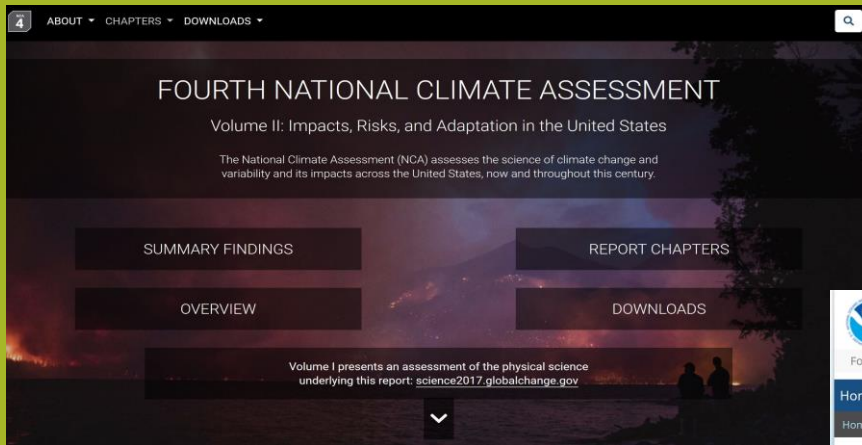 4 ABOUT CHAPTERS DOWNLOADS
FOURTH NATIONAL CLIMATE ASSESSMENT
Volume II: Impacts, Risks, and Adaptation in the United States
The National Climate Assessment (NCA) assesses the science of climate change and
variability and its impacts across the United States, now and throughout this century.
SUMMARY FINDINGS
REPORT CHAPTERS
OVERVIEW
DOWNLOADS
Volume I presents an assessment of the physical science
underlying this report: science2017.globalchange.gov